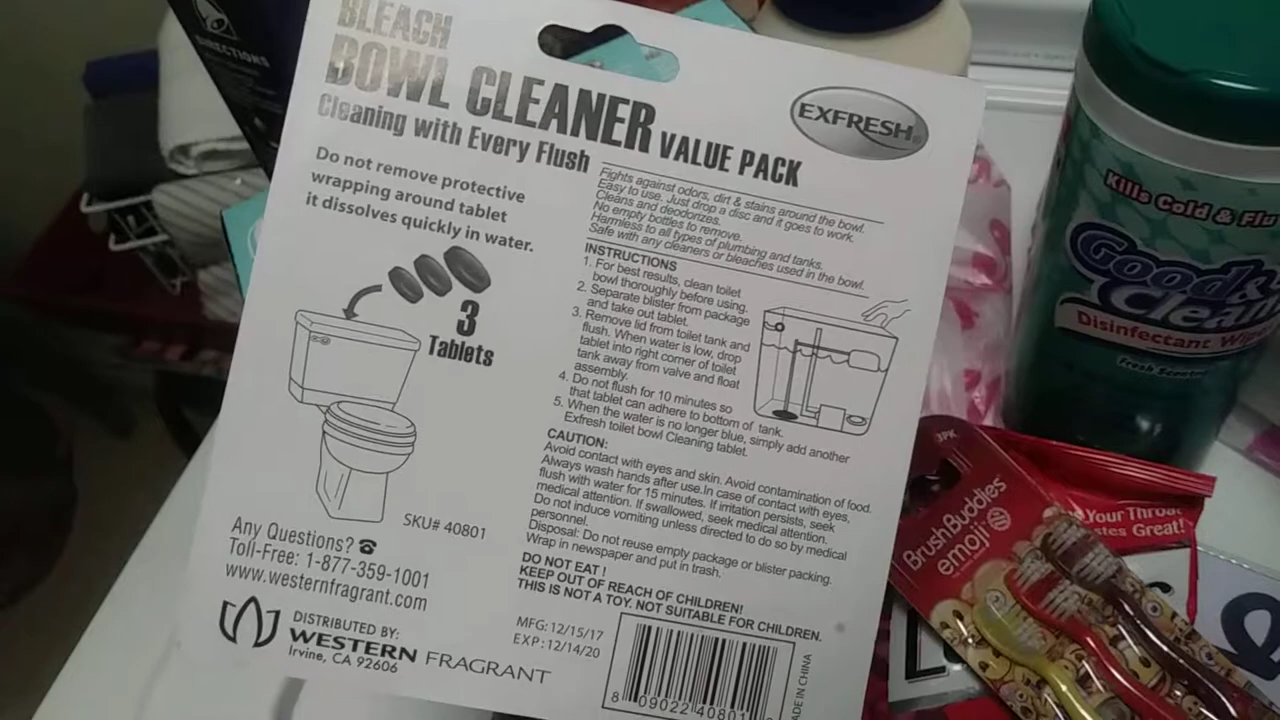 BLEACH
BOWL CLEANER VALUE PACK
Cleaning with Every Flush
EXFRESH®
Do not remove protective
wrapping around tablet
it dissolves quickly in water.
3
Tablets
Fights against odors, dirt & stains around the bowl.
Easy to use. Just drop a disc and it goes to work.
Cleans and deodorizes.
No empty bottles to remove.
Harmless to all types of plumbing and tanks.
Safe with any cleaners or bleaches used in the bowl.
INSTRUCTIONS
1. For best results, clean toilet
bowl thoroughly before using.
2. Separate blister from package
and take out tablet.
3. Remove lid from toilet tank and
flush. When water is low, drop
tablet into right corner of toilet
tank away from valve and float
assembly.
4. Do not flush for 10 minutes so
that tablet can adhere to bottom of tank.
5. When the water is no longer blue, simply add another
Exfresh toilet bowl Cleaning tablet.
CAUTION:
Avoid contact with eyes and skin. Avoid contamination of food.
Always wash hands after use.In case of contact with eyes,
flush with water for 15 minutes. If irritation persists, seek
medical attention. If swallowed, seek medical attention.
Do not induce vomiting unless directed to do so by medical
personnel.
Disposal: Do not reuse empty package or blister packing.
Wrap in newspaper and put in trash.
DO NOT EAT !
KEEP OUT OF REACH OF CHILDREN!
THIS IS NOT A TOY. NOT SUITABLE FOR CHILDREN.
MFG: 12/15/17
EXP : 12/14/20
8 09022 40801
ADE IN CHINA
SKU# 40801
Any Questions?
Toll-Free: 1-877-359-1001
www.westernfragrant.com
DISTRIBUTED BY:
WESTERN FRAGRANT
Irvine, CA 92606
DIRECTIONS
Kills Cold & Flu
Good &
Clean
Disinfectant Wi
Fresh Scented
3PK
BrushBuddies
emoji
Your Throat
stes Great!